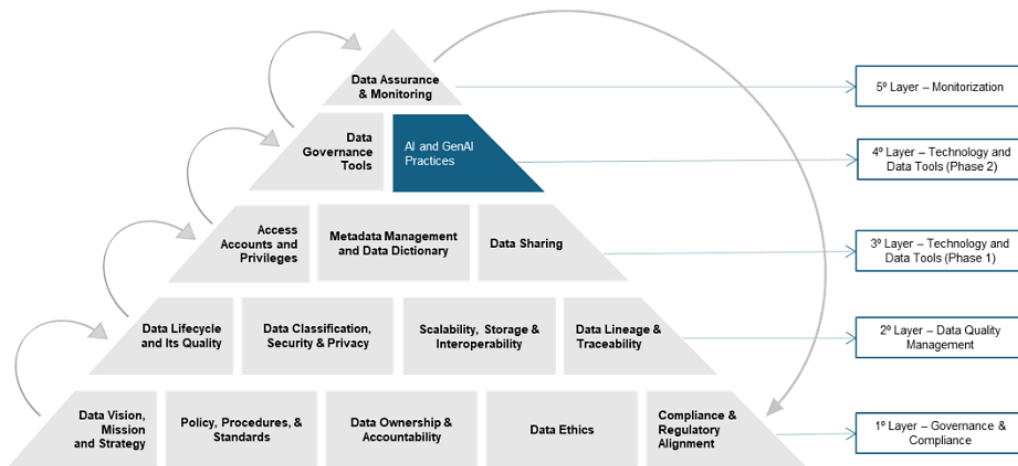 Data Assurance
& Monitoring
5º Layer – Monitorization
Data
Governance
Tools
AI and GenAI
Practices
4º Layer – Technology and
Data Tools (Phase 2)
Access
Accounts and
Privileges
Metadata Management
and Data Dictionary
Data Sharing
3º Layer – Technology and
Data Tools (Phase 1)
Data Lifecycle
and Its Quality
Data Classification,
Security & Privacy
Scalability, Storage &
Interoperability
Data Lineage &
Traceability
2º Layer – Data Quality
Management
Data Vision,
Mission
and Strategy
Policy, Procedures, &
Standards
Data Ownership &
Accountability
Data Ethics
Compliance &
Regulatory
Alignment
1º Layer – Governance &
Compliance